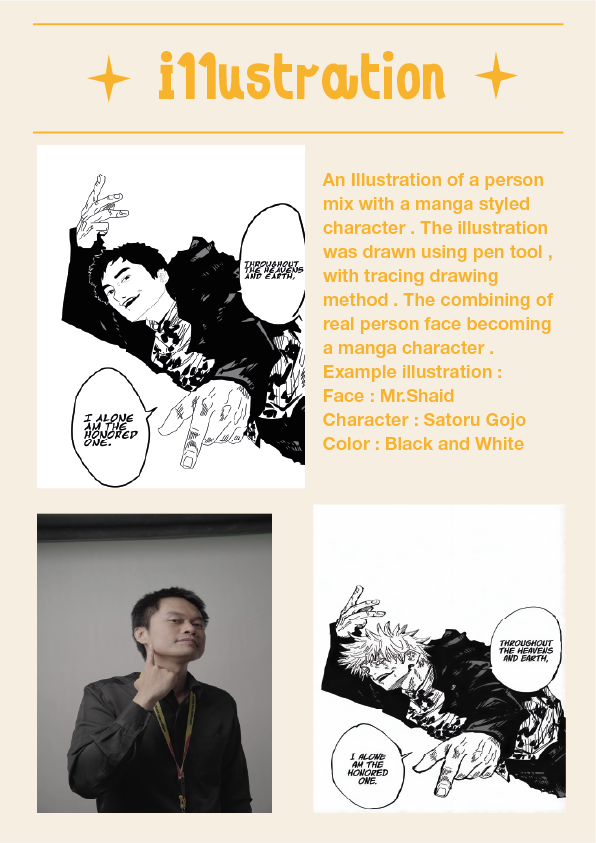 illustration
An Illustration of a person
mix with a manga styled
character . The illustration
was drawn using pen tool ,
with tracing drawing
method . The combining of
real person face becoming
a manga character .
Example illustration :
Face : Mr.Shaid
Character : Satoru Gojo
Color : Black and White
THROUGHOUT
THE HEAVENS
AND EARTH,
I ALONE
AM THE
HONORED
ONE.
THROUGHOUT
THE HEAVENS
AND EARTH,
I ALONE
AM THE
HONORED
ONE.